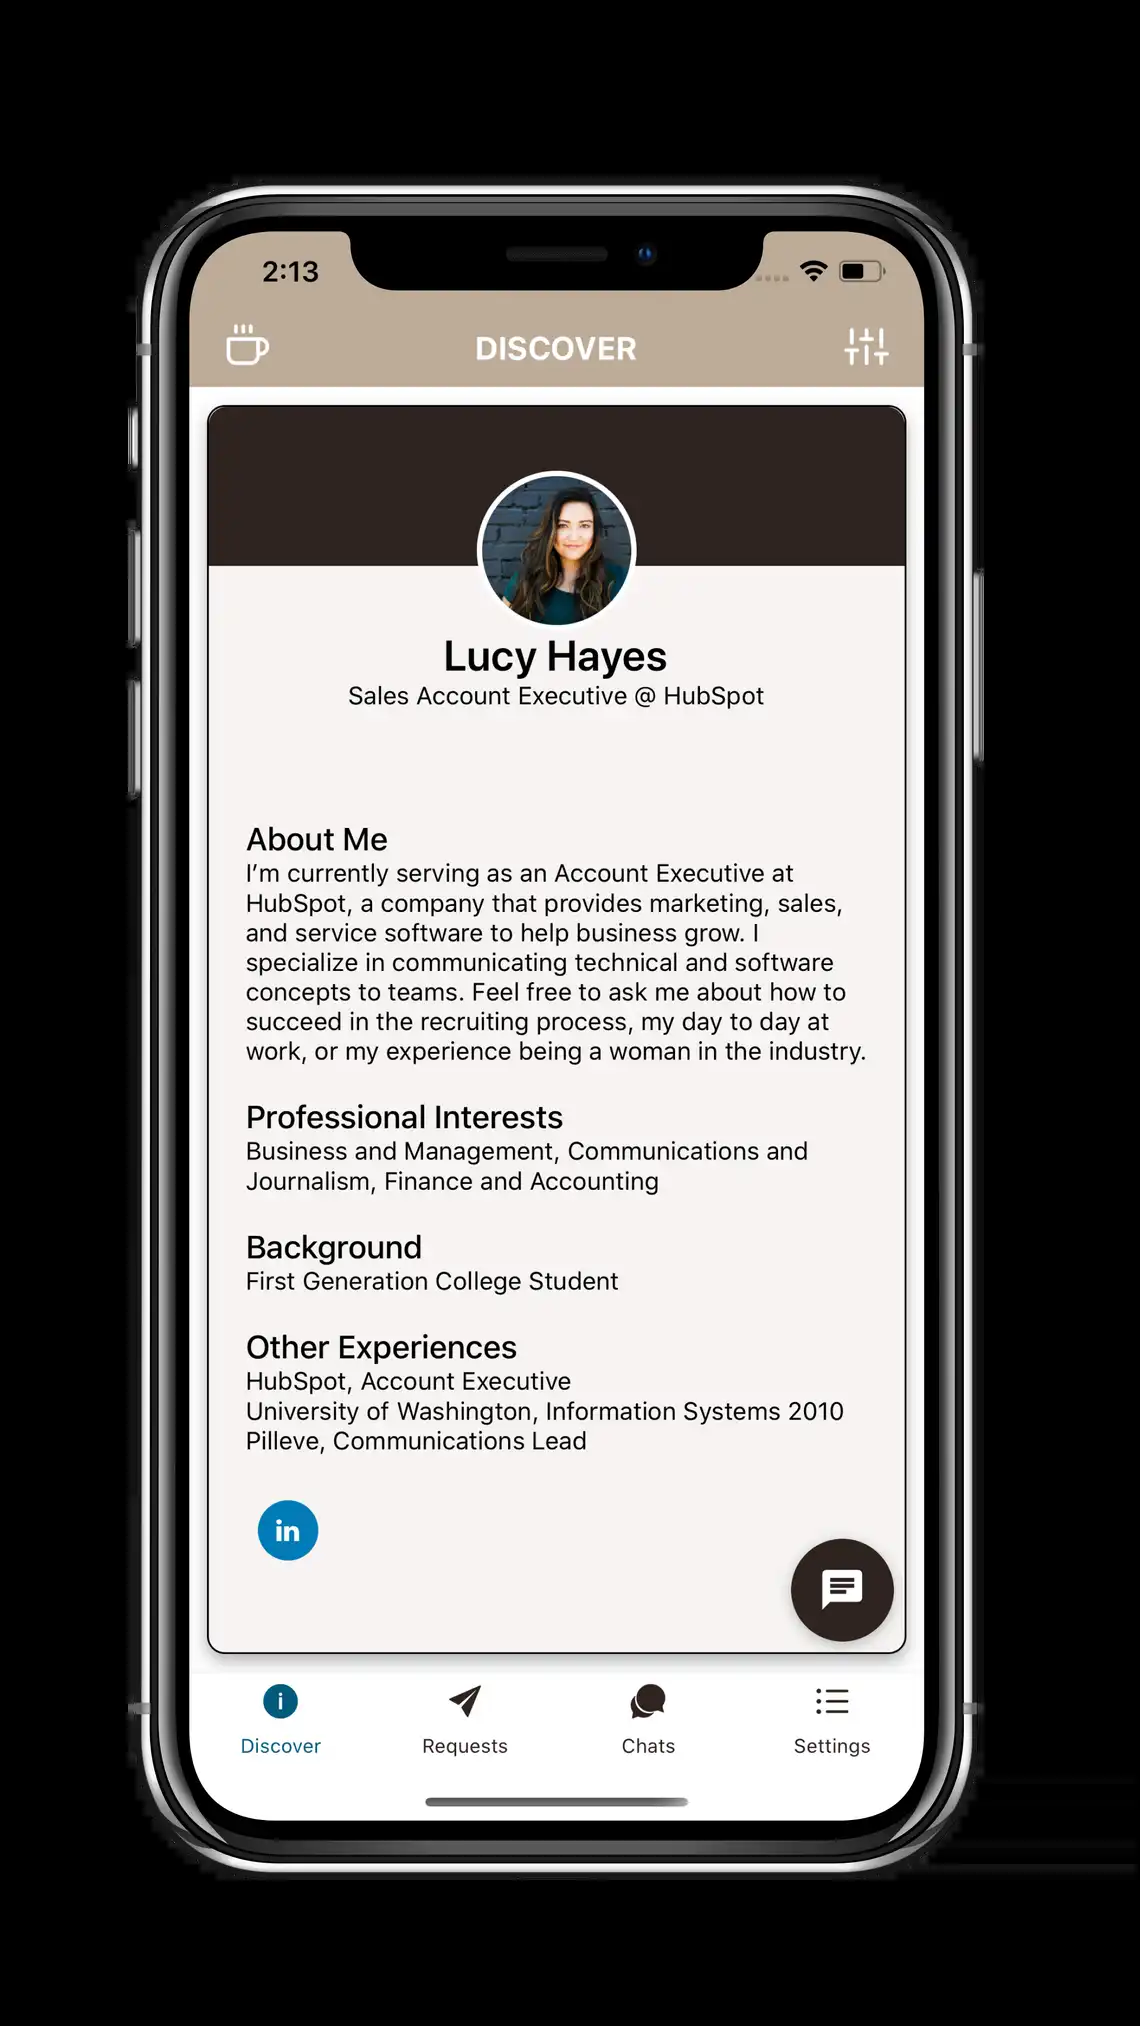 2:13
DISCOVER
Lucy Hayes
Sales Account Executive @ HubSpot
About Me
I’m currently serving as an Account Executive at
HubSpot, a company that provides marketing, sales,
and service software to help business grow. I
specialize in communicating technical and software
concepts to teams. Feel free to ask me about how to
succeed in the recruiting process, my day to day at
work, or my experience being a woman in the industry.
Professional Interests
Business and Management, Communications and
Journalism, Finance and Accounting
Background
First Generation College Student
Other Experiences
HubSpot, Account Executive
University of Washington, Information Systems 2010
Pilleve, Communications Lead
in
Discover
Requests
Chats
Settings